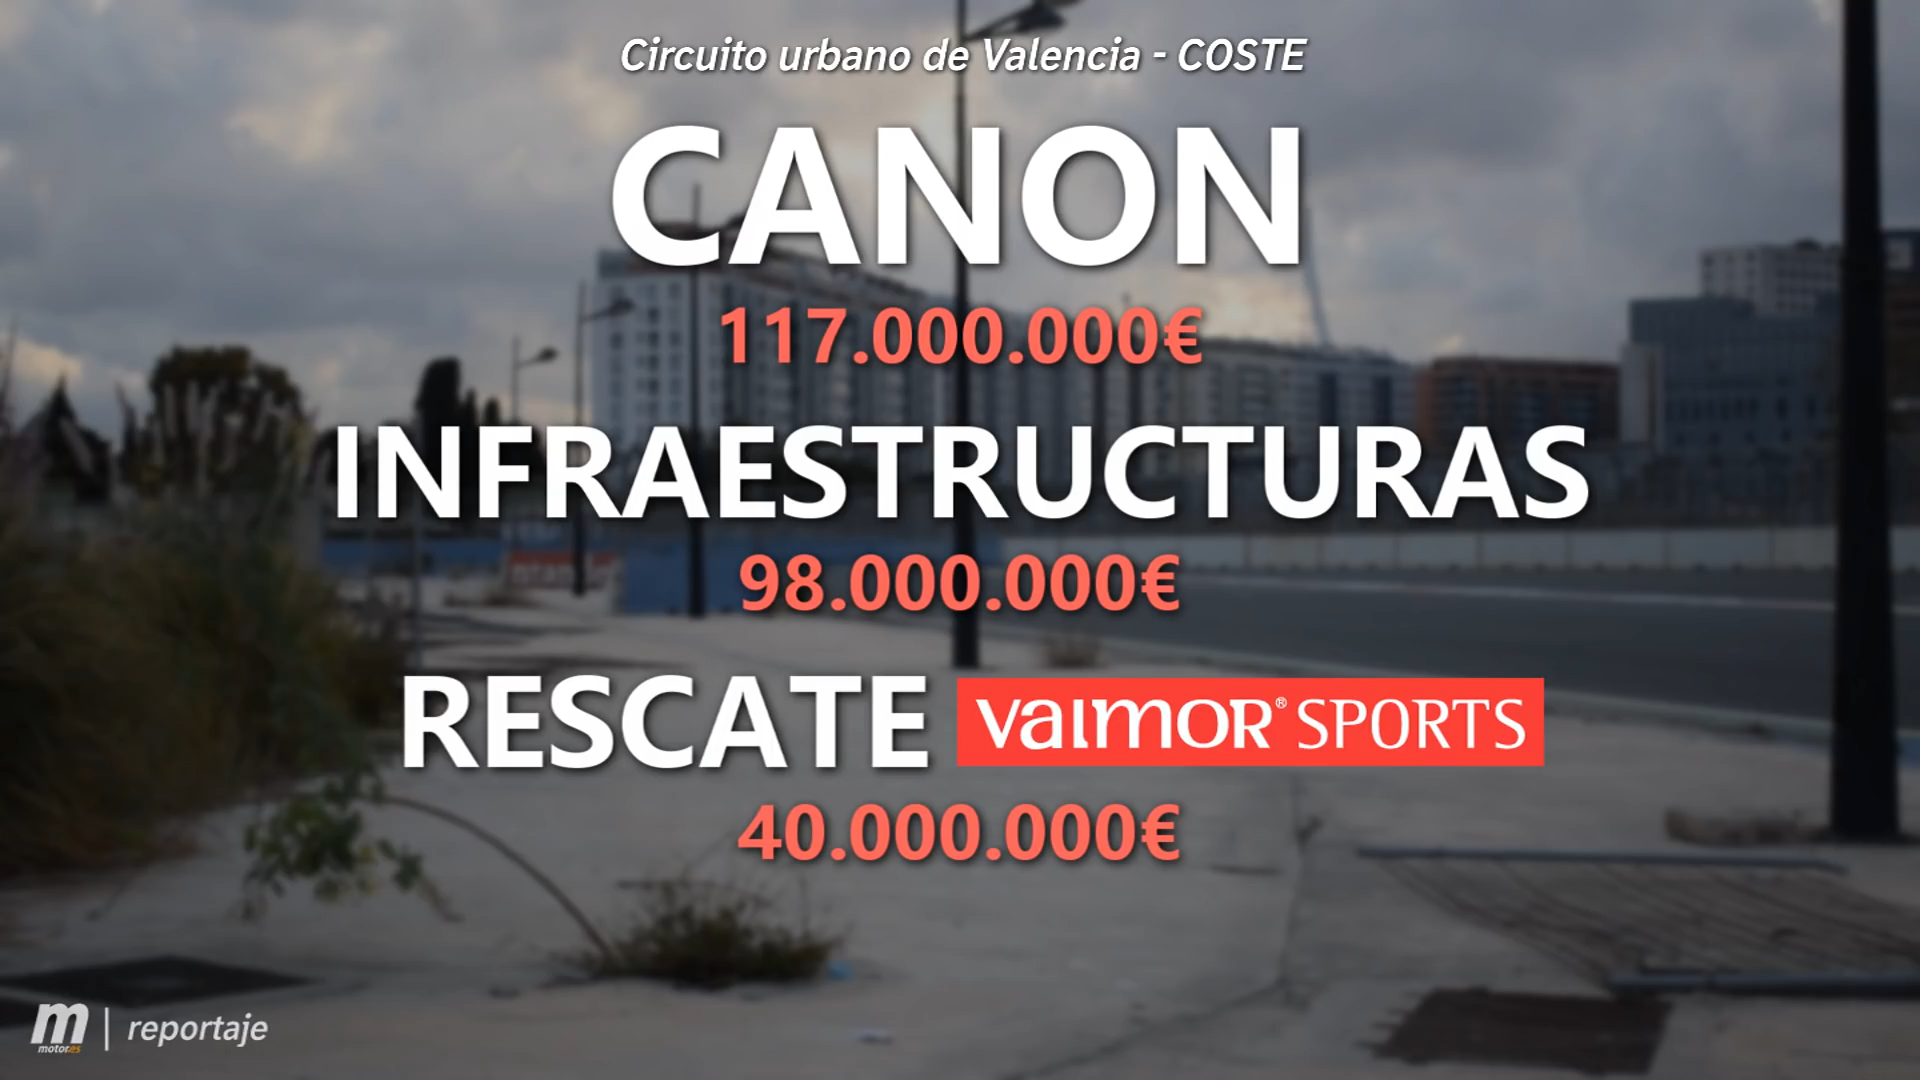 Circuito urbano de Valencia - COSTE
CANON
117.000.000€
INFRAESTRUCTURAS
98.000.000€
RESCATE valmOR® SPORTS
40.000.000€
m | reportaje
motor.es